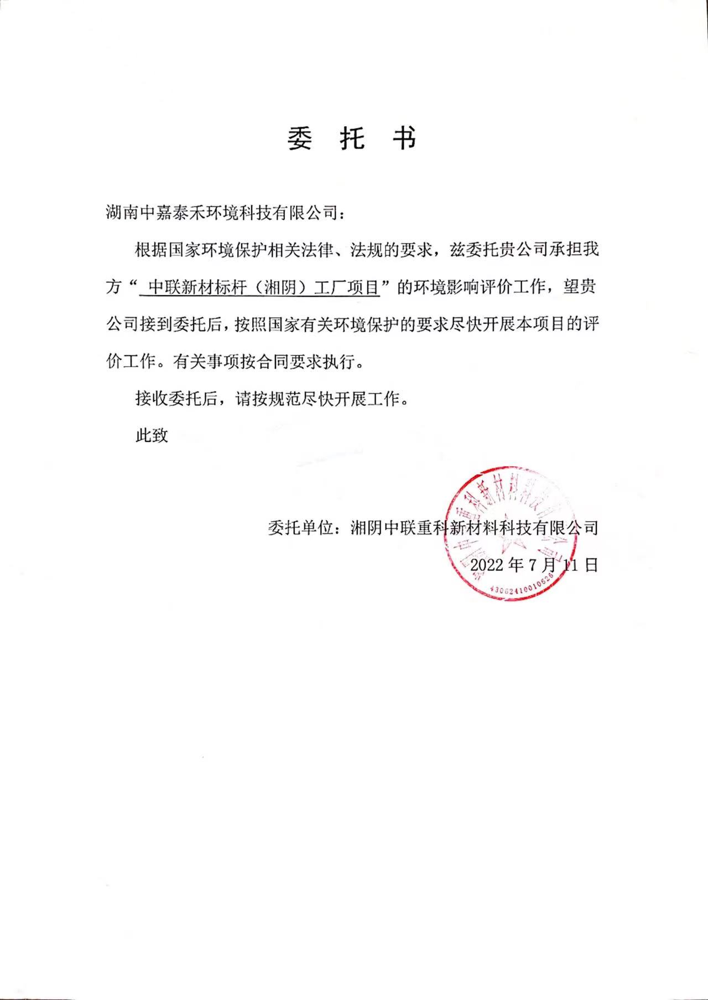 委 托 书
湖南中嘉泰禾环境科技有限公司：
根据国家环境保护相关法律、法规的要求，兹委托贵公司承担我
方“ 中联新材标杆（湘阴）工厂项目”的环境影响评价工作，望贵
公司接到委托后，按照国家有关环境保护的要求尽快开展本项目的评
价工作。有关事项按合同要求执行。
接收委托后，请按规范尽快开展工作。
此致
委托单位：湘阴中联重科新材料科技有限公司
2022 年 7 月 11 日
重科新材料科技有
公司
43062410010626